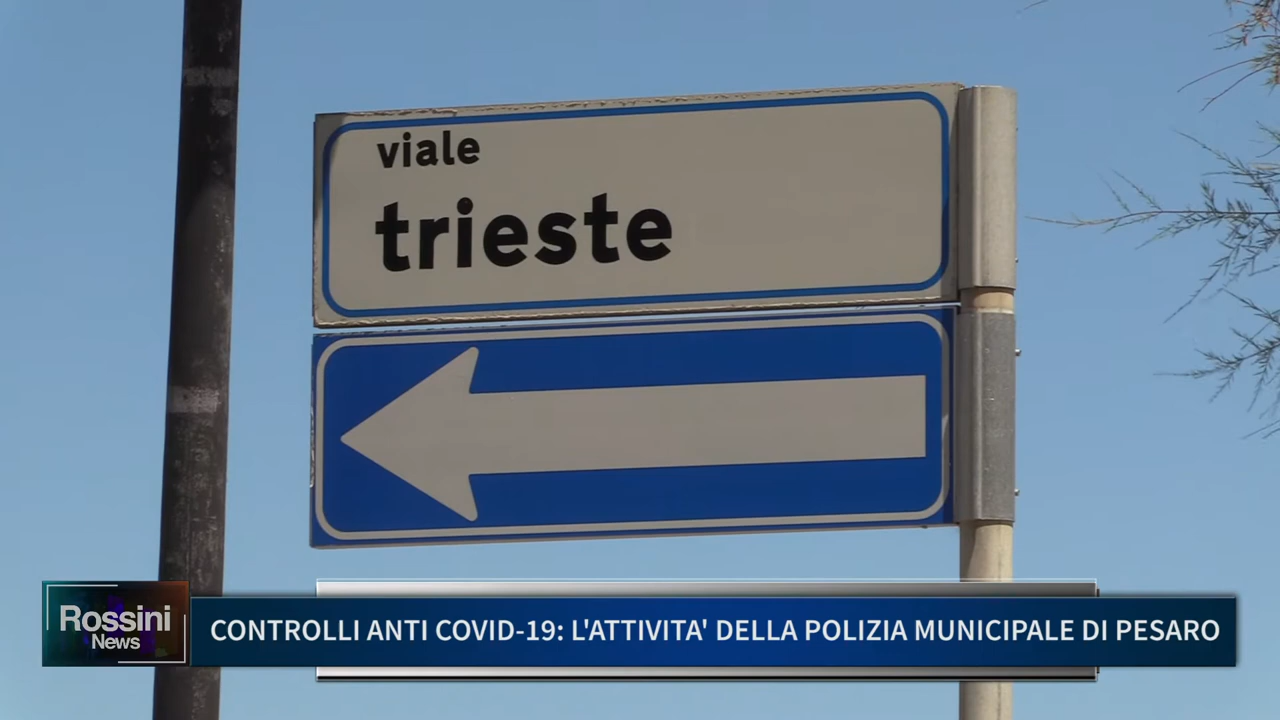 viale
trieste
Rossini
News
CONTROLLI ANTI COVID-19: L'ATTIVITA' DELLA POLIZIA MUNICIPALE DI PESARO